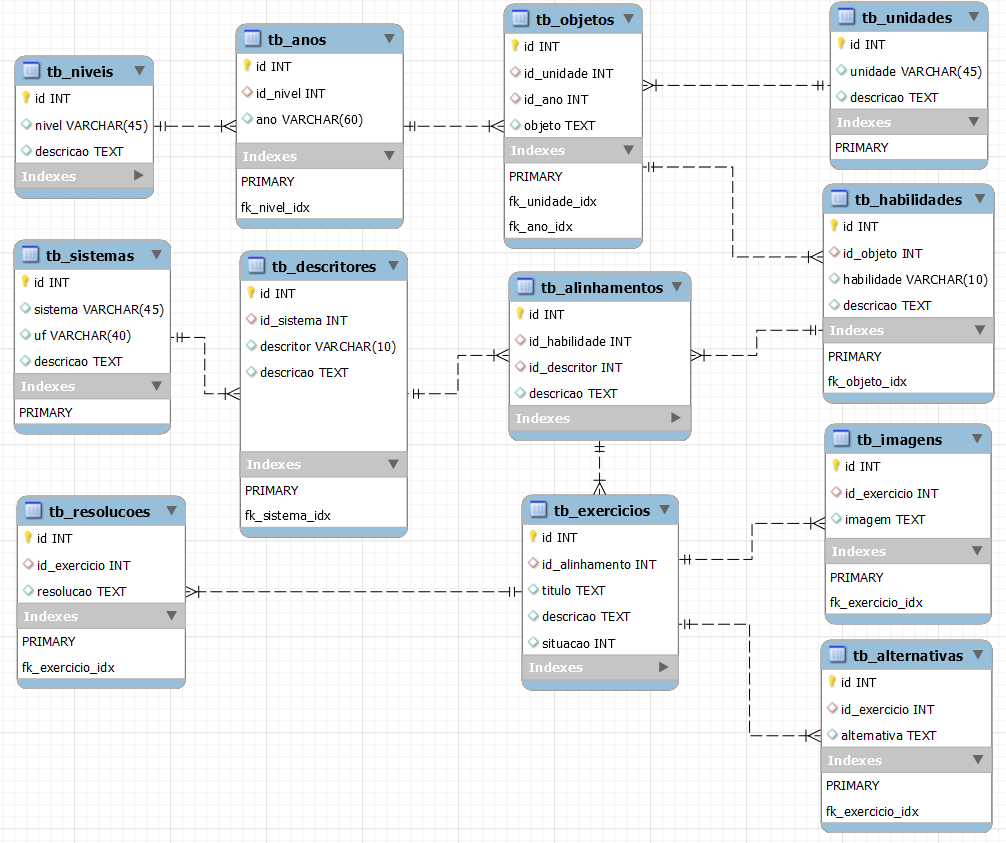 tb_niveis
id INT
nivel VARCHAR(45)
descricao TEXT
Indexes
tb_anos
id INT
id_nivel INT
ano VARCHAR(60)
Indexes
PRIMARY
fk_nivel_idx
tb_objetos
id INT
id_unidade INT
id_ano INT
objeto TEXT
Indexes
PRIMARY
fk_unidade_idx
fk_ano_idx
tb_unidades
id INT
unidade VARCHAR(45)
descricao TEXT
Indexes
PRIMARY
tb_sistemas
id INT
sistema VARCHAR(45)
uf VARCHAR(40)
descricao TEXT
Indexes
PRIMARY
tb_descritores
id INT
id_sistema INT
descritor VARCHAR(10)
descricao TEXT
Indexes
PRIMARY
fk_sistema_idx
tb_alinhamentos
id INT
id_habilidade INT
id_descritor INT
descricao TEXT
Indexes
tb_habilidades
id INT
id_objeto INT
habilidade VARCHAR(10)
descricao TEXT
Indexes
PRIMARY
fk_objeto_idx
tb_resolucoes
id INT
id_exercicio INT
resolucao TEXT
Indexes
PRIMARY
fk_exercicio_idx
tb_exercicios
id INT
id_alinhamento INT
titulo TEXT
descricao TEXT
situacao INT
Indexes
tb_imagens
id INT
id_exercicio INT
imagem TEXT
Indexes
PRIMARY
fk_exercicio_idx
tb_alternativas
id INT
id_exercicio INT
alternativa TEXT
Indexes
PRIMARY
fk_exercicio_idx